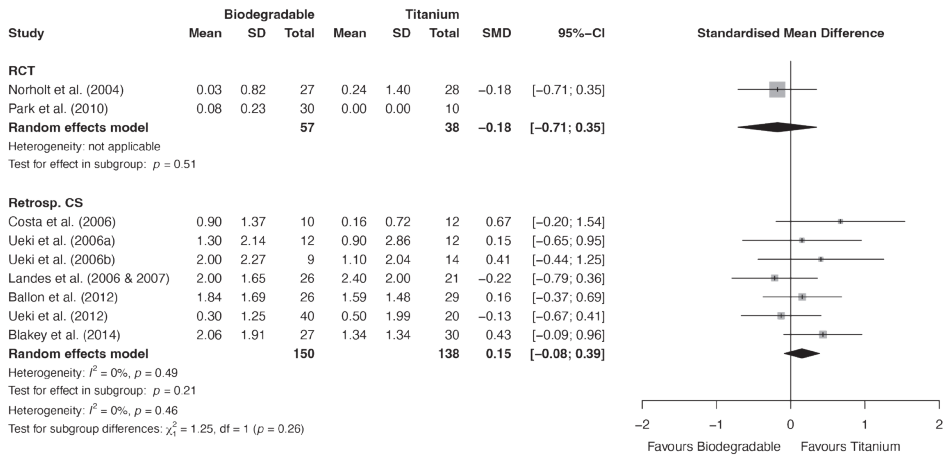 Biodegradable Titanium
Study Mean SD Total Mean SD Total SMD 95%−CI Standardised Mean Difference
RCT
Norholt et al. (2004) 0.03 0.82 27 0.24 1.40 28 −0.18 [−0.71; 0.35]
Park et al. (2010) 0.08 0.23 30 0.00 0.00 10
Random effects model 57 38 −0.18 [−0.71; 0.35]
Heterogeneity: not applicable
Test for effect in subgroup: p = 0.51
Retrosp. CS
Costa et al. (2006) 0.90 1.37 10 0.16 0.72 12 0.67 [−0.20; 1.54]
Ueki et al. (2006a) 1.30 2.14 12 0.90 2.86 12 0.15 [−0.65; 0.95]
Ueki et al. (2006b) 2.00 2.27 9 1.10 2.04 14 0.41 [−0.44; 1.25]
Landes et al. (2006 & 2007) 2.00 1.65 26 2.40 2.00 21 −0.22 [−0.79; 0.36]
Ballon et al. (2012) 1.84 1.69 26 1.59 1.48 29 0.16 [−0.37; 0.69]
Ueki et al. (2012) 0.30 1.25 40 0.50 1.99 20 −0.13 [−0.67; 0.41]
Blakey et al. (2014) 2.06 1.91 27 1.34 1.34 30 0.43 [−0.09; 0.96]
Random effects model 150 138 0.15 [−0.08; 0.39]
Heterogeneity: I² = 0%, p = 0.49
Test for effect in subgroup: p = 0.21
Heterogeneity: I² = 0%, p = 0.46
Test for subgroup differences: χ²₁ = 1.25, df = 1 (p = 0.26)
−2 −1 0 1 2
Favours Biodegradable Favours Titanium